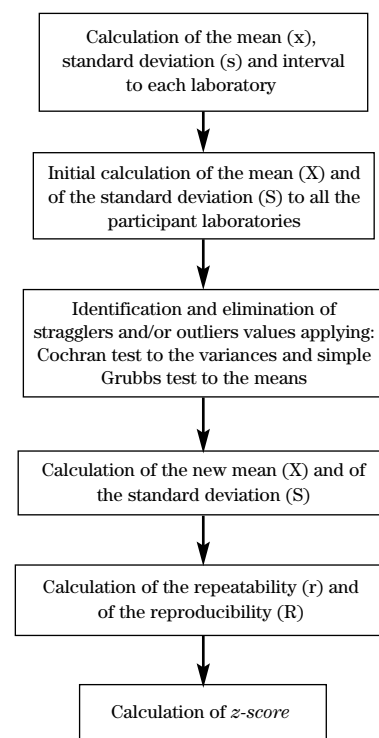 Calculation of the mean (x),
standard deviation (s) and interval
to each laboratory
Initial calculation of the mean (X) and
of the standard deviation (S) to all the
participant laboratories
Identification and elimination of
stragglers and/or outliers values applying:
Cochran test to the variances and simple
Grubbs test to the means
Calculation of the new mean (X) and of
the standard deviation (S)
Calculation of the repeatability (r) and
of the reproducibility (R)
Calculation of z-score